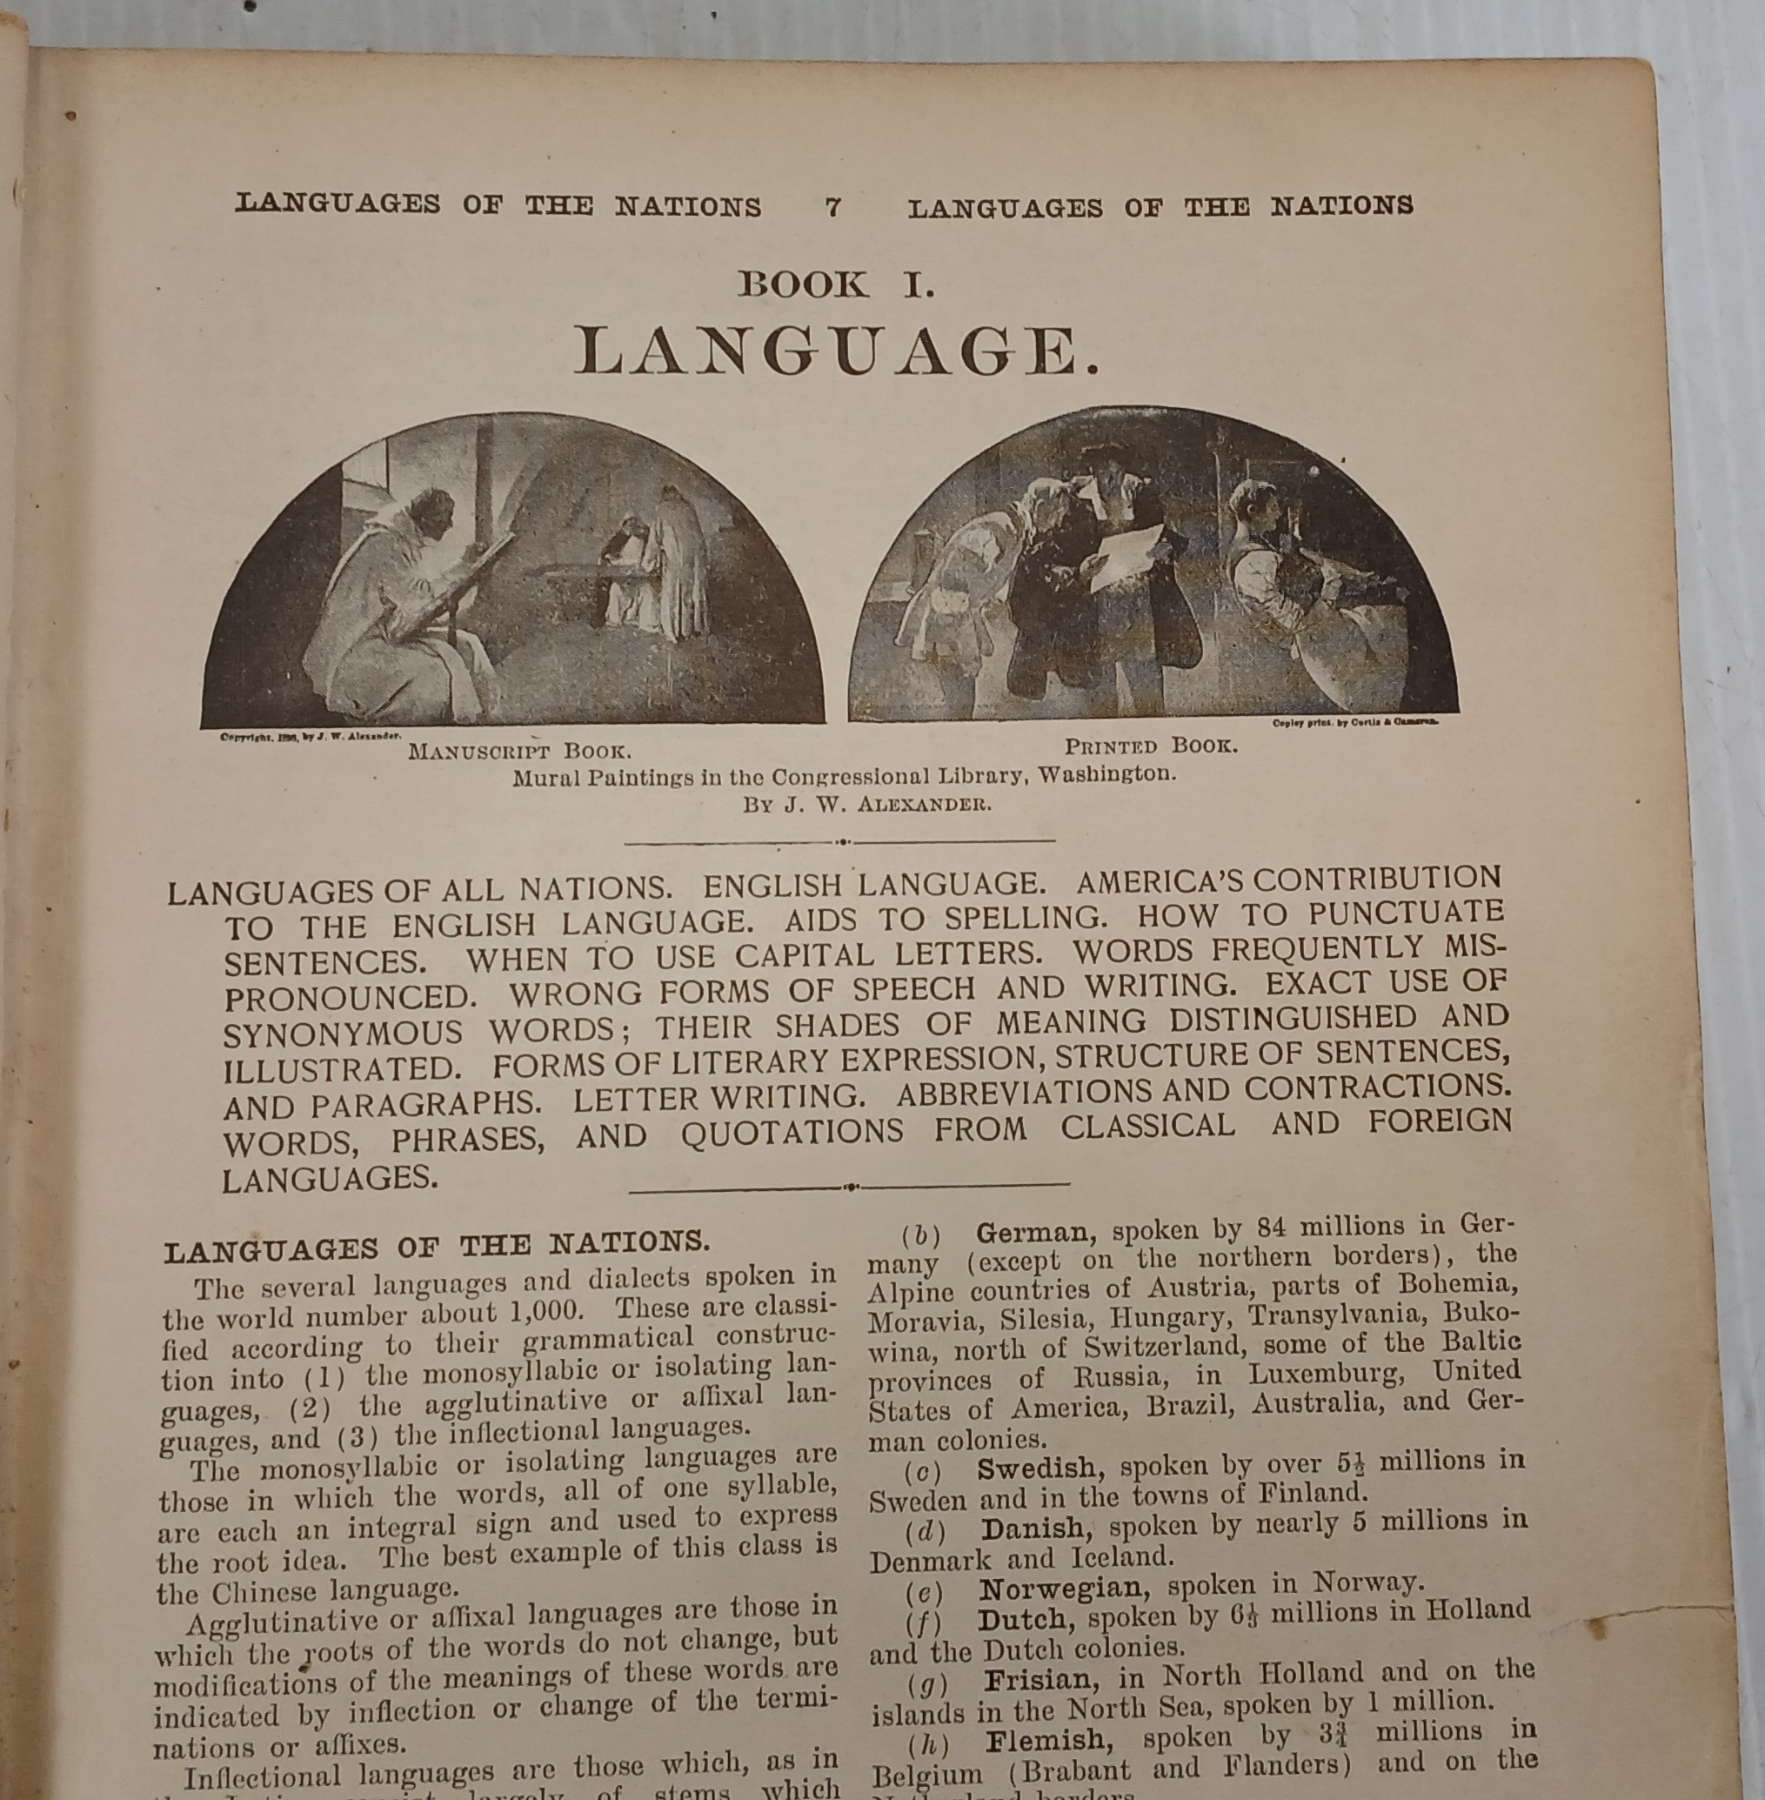 LANGUAGES OF THE NATIONS 7 LANGUAGES OF THE NATIONS
BOOK I.
LANGUAGE.
Copyright, 1896, by J. W. Alexander.
Copley print. by Curtis & Cameron.
MANUSCRIPT BOOK.
PRINTED BOOK.
Mural Paintings in the Congressional Library, Washington.
BY J. W. ALEXANDER.
LANGUAGES OF ALL NATIONS. ENGLISH LANGUAGE. AMERICA'S CONTRIBUTION
TO THE ENGLISH LANGUAGE. AIDS TO SPELLING. HOW TO PUNCTUATE
SENTENCES. WHEN TO USE CAPITAL LETTERS. WORDS FREQUENTLY MIS-
PRONOUNCED. WRONG FORMS OF SPEECH AND WRITING. EXACT USE OF
SYNONYMOUS WORDS; THEIR SHADES OF MEANING DISTINGUISHED AND
ILLUSTRATED. FORMS OF LITERARY EXPRESSION, STRUCTURE OF SENTENCES,
AND PARAGRAPHS. LETTER WRITING. ABBREVIATIONS AND CONTRACTIONS.
WORDS, PHRASES, AND QUOTATIONS FROM CLASSICAL AND FOREIGN
LANGUAGES.
LANGUAGES OF THE NATIONS.
The several languages and dialects spoken in
the world number about 1,000. These are classi-
fied according to their grammatical construc-
tion into (1) the monosyllabic or isolating lan-
guages, (2) the agglutinative or affixal lan-
guages, and (3) the inflectional languages.
The monosyllabic or isolating languages are
those in which the words, all of one syllable,
are each an integral sign and used to express
the root idea. The best example of this class is
the Chinese language.
Agglutinative or affixal languages are those in
which the roots of the words do not change, but
modifications of the meanings of these words are
indicated by inflection or change of the termi-
nations or affixes.
Inflectional languages are those which, as in
of stems which
(b) German, spoken by 84 millions in Ger-
many (except on the northern borders), the
Alpine countries of Austria, parts of Bohemia,
Moravia, Silesia, Hungary, Transylvania, Buko-
wina, north of Switzerland, some of the Baltic
provinces of Russia, in Luxemburg, United
States of America, Brazil, Australia, and Ger-
man colonies.
(c) Swedish, spoken by over 5½ millions in
Sweden and in the towns of Finland.
(d) Danish, spoken by nearly 5 millions in
Denmark and Iceland.
(e) Norwegian, spoken in Norway.
(f) Dutch, spoken by 6⅓ millions in Holland
and the Dutch colonies.
(g) Frisian, in North Holland and on the
islands in the North Sea, spoken by 1 million.
(h) Flemish, spoken by 3¾ millions in
Belgium (Brabant and Flanders) and on the